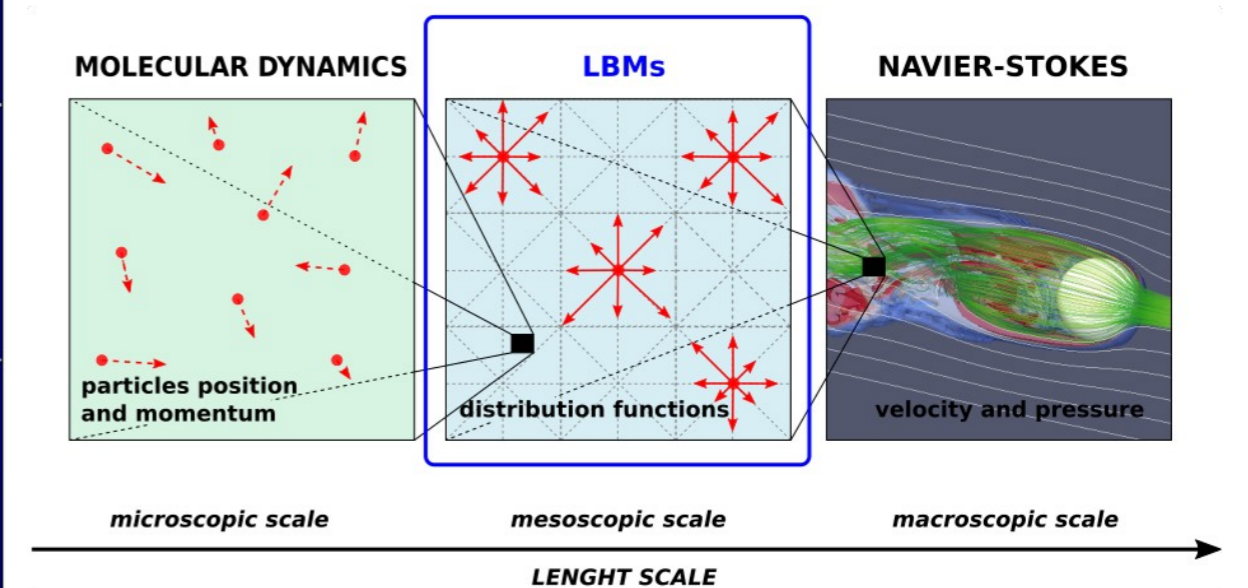 MOLECULAR DYNAMICS
LBMs
NAVIER-STOKES
particles position
and momentum
distribution functions
velocity and pressure
microscopic scale
mesoscopic scale
macroscopic scale
LENGHT SCALE